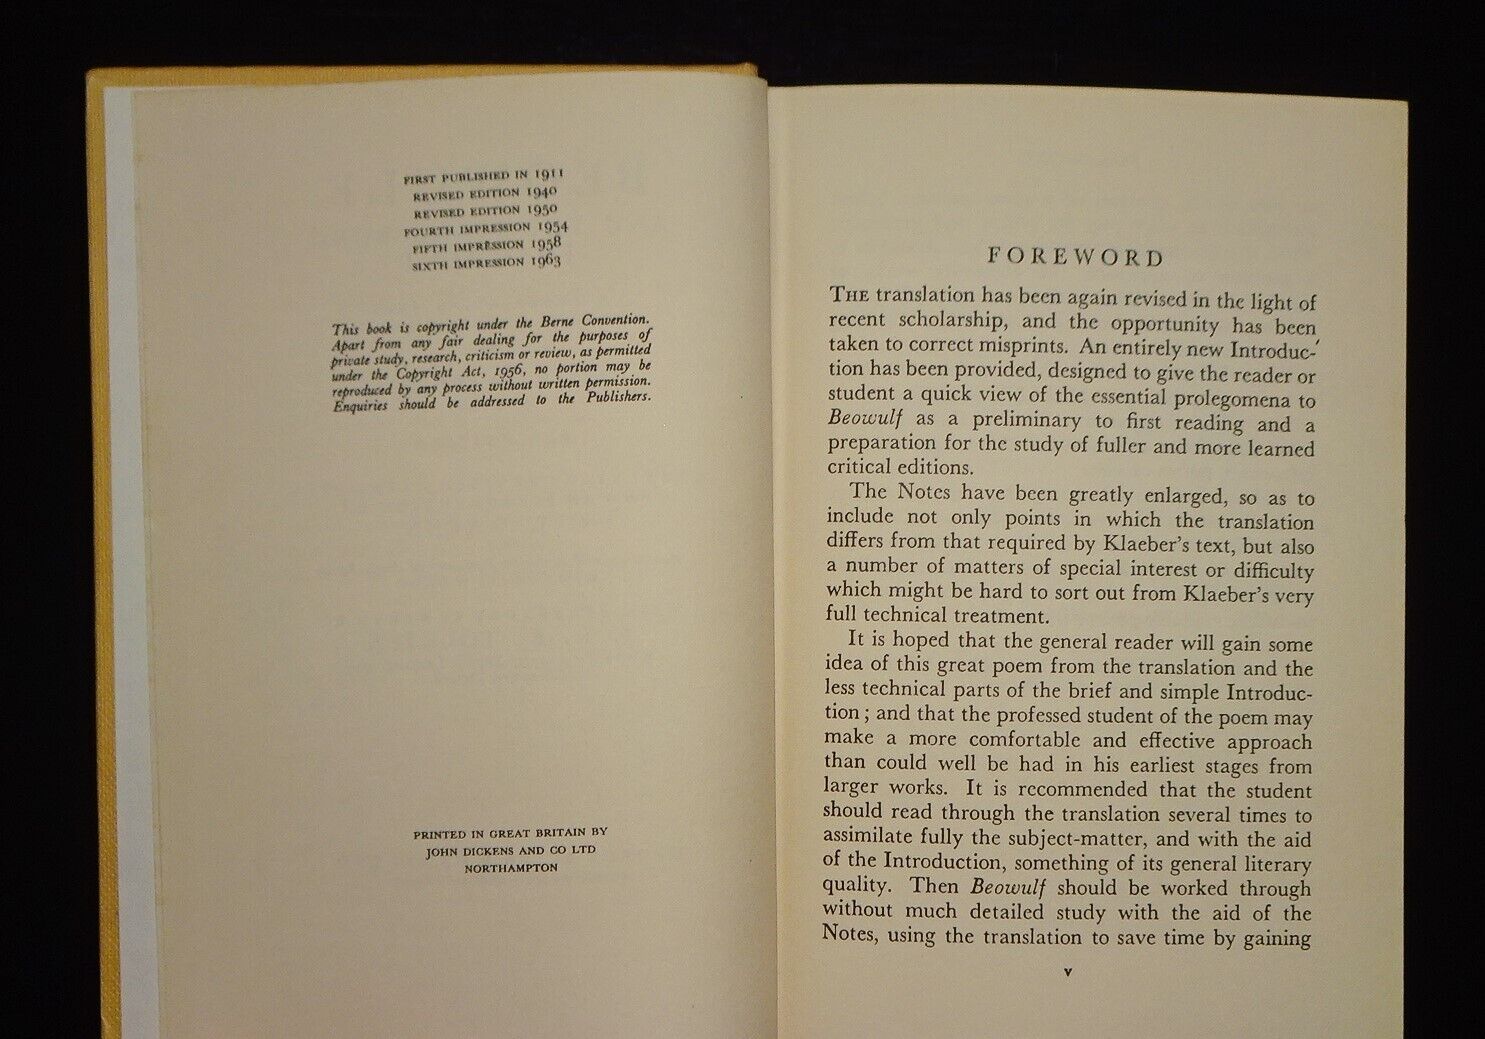 FIRST PUBLISHED IN 1911
REVISED EDITION 1940
REVISED EDITION 1950
FOURTH IMPRESSION 1954
FIFTH IMPRESSION 1958
SIXTH IMPRESSION 1963
This book is copyright under the Berne Convention.
Apart from any fair dealing for the purposes of
private study, research, criticism or review, as permitted
under the Copyright Act, 1956, no portion may be
reproduced by any process without written permission.
Enquiries should be addressed to the Publishers.
PRINTED IN GREAT BRITAIN BY
JOHN DICKENS AND CO LTD
NORTHAMPTON
FOREWORD
THE translation has been again revised in the light of
recent scholarship, and the opportunity has been
taken to correct misprints. An entirely new Introduc-
tion has been provided, designed to give the reader or
student a quick view of the essential prolegomena to
Beowulf as a preliminary to first reading and a
preparation for the study of fuller and more learned
critical editions.
The Notes have been greatly enlarged, so as to
include not only points in which the translation
differs from that required by Klaeber's text, but also
a number of matters of special interest or difficulty
which might be hard to sort out from Klaeber's very
full technical treatment.
It is hoped that the general reader will gain some
idea of this great poem from the translation and the
less technical parts of the brief and simple Introduc-
tion ; and that the professed student of the poem may
make a more comfortable and effective approach
than could well be had in his earliest stages from
larger works. It is recommended that the student
should read through the translation several times to
assimilate fully the subject-matter, and with the aid
of the Introduction, something of its general literary
quality. Then Beowulf should be worked through
without much detailed study with the aid of the
Notes, using the translation to save time by gaining
v